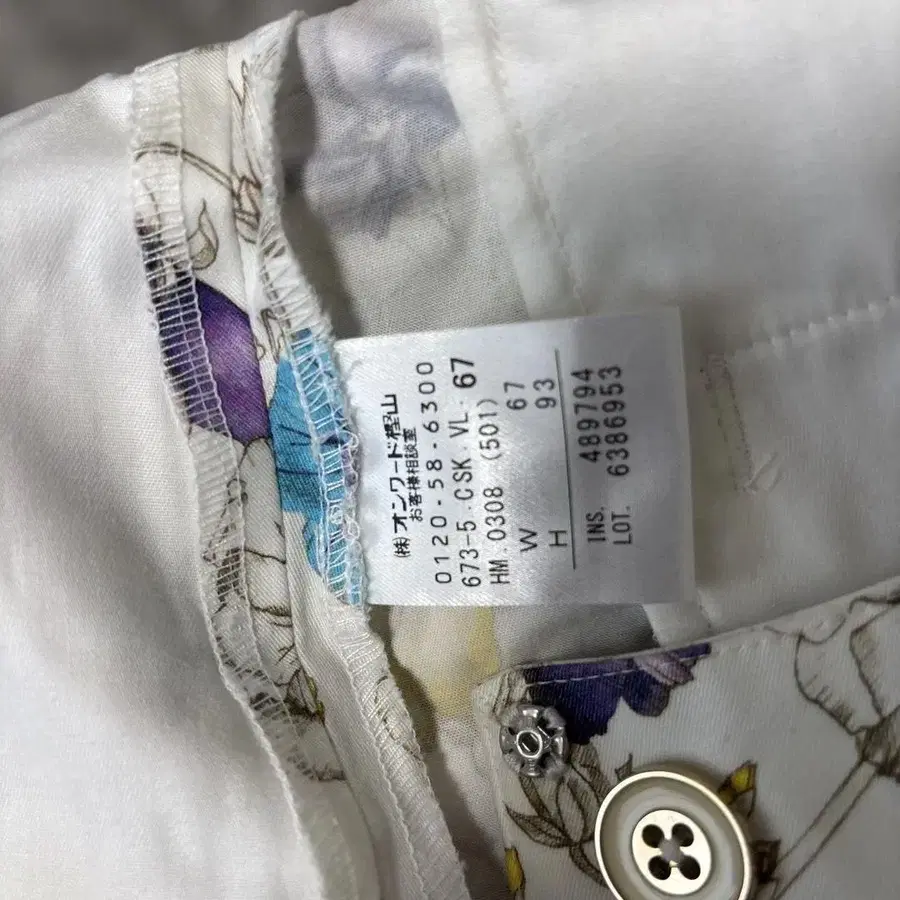 (株)オンワード樫山
お客様相談室
0120-58-6300
673-5.CSK.VL:67
HM.0308 (501)
W 67
H 93
INS. 489794
LOT. 6386953